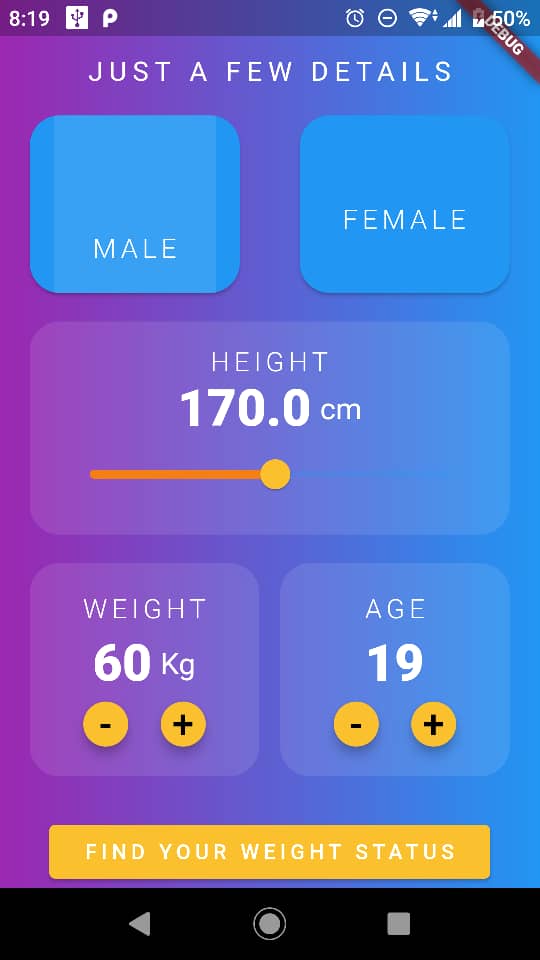 8:19
50%
DEBUG
JUST A FEW DETAILS
MALE
FEMALE
HEIGHT
170.0 cm
WEIGHT
AGE
60 Kg
19
- +
- +
FIND YOUR WEIGHT STATUS